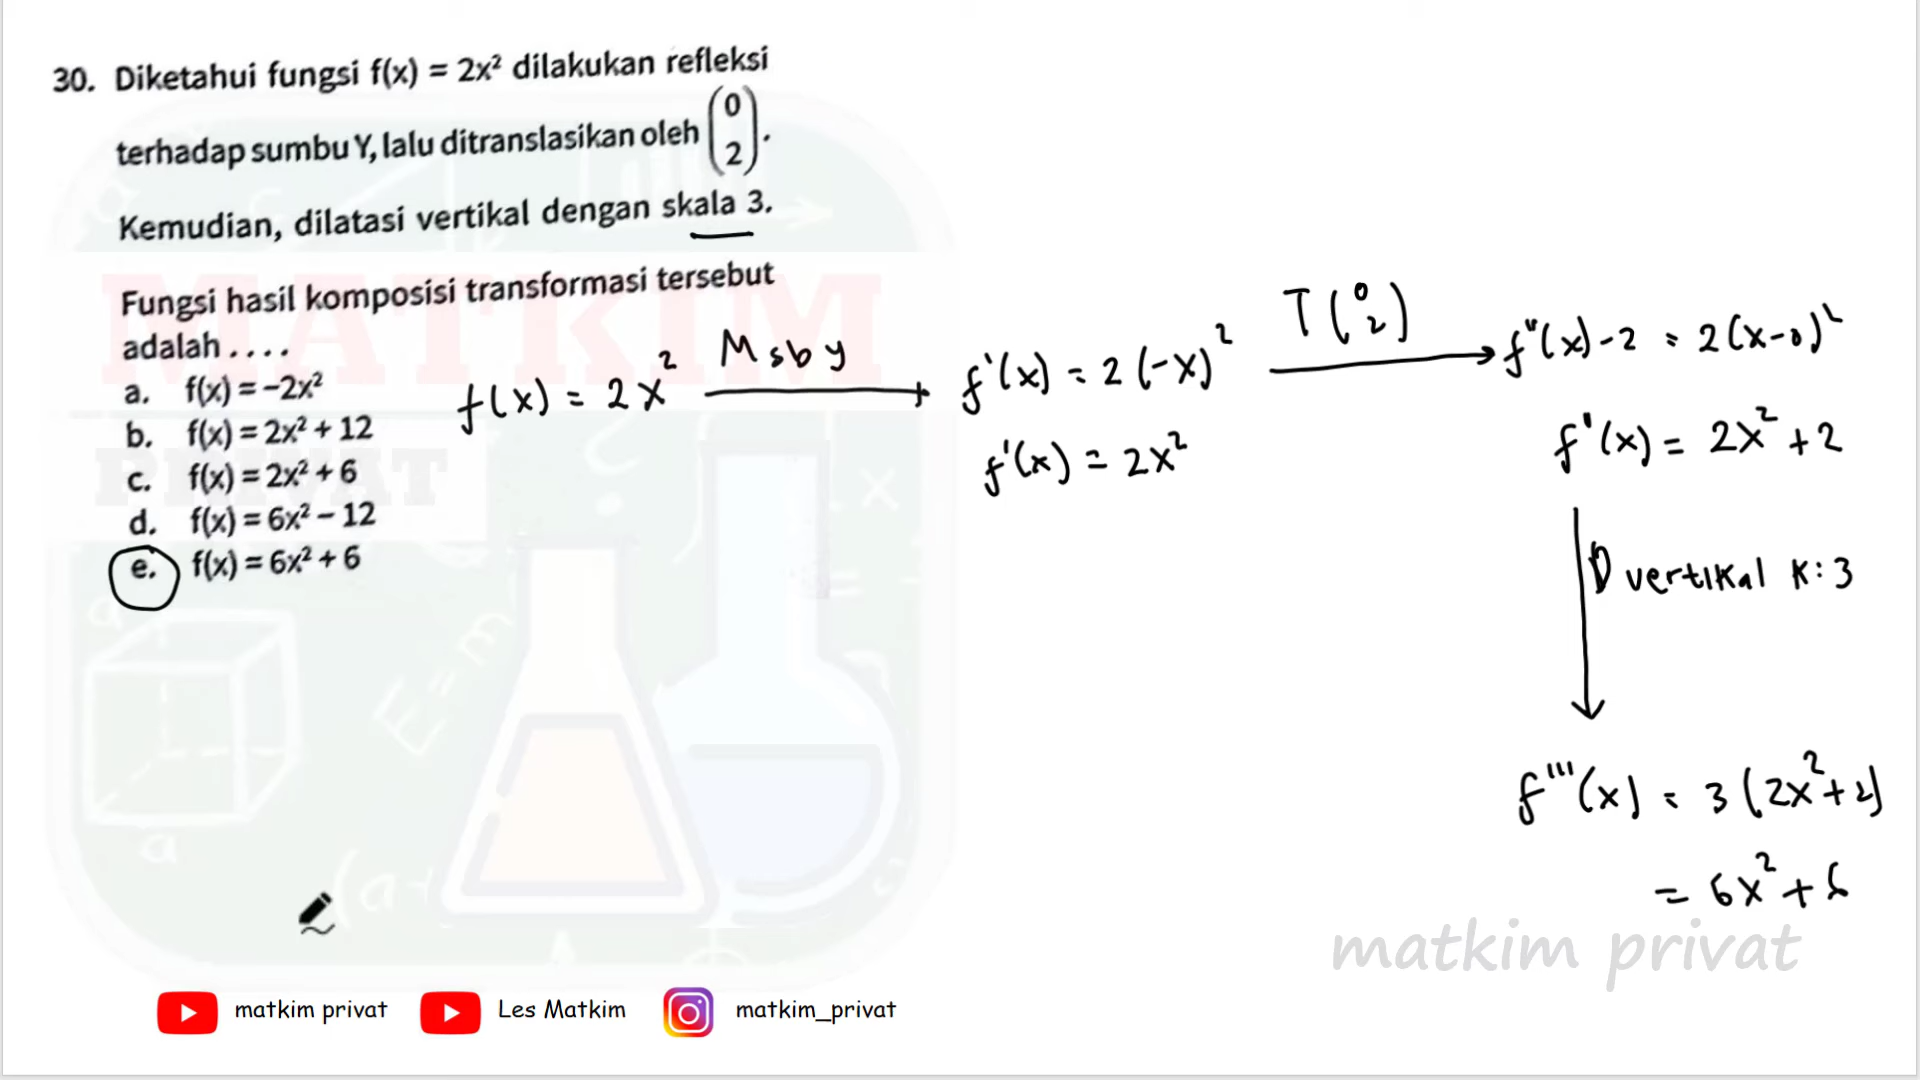 30. Diketahui fungsi f(x) = 2x² dilakukan refleksi
terhadap sumbu Y, lalu ditranslasikan oleh (0 2).
Kemudian, dilatasi vertikal dengan skala 3.
Fungsi hasil komposisi transformasi tersebut
adalah . . . .
a. f(x) = –2x²
b. f(x) = 2x² + 12
c. f(x) = 2x² + 6
d. f(x) = 6x² – 12
e. f(x) = 6x² + 6
f(x) = 2x²
M sb y
f'(x) = 2(-x)²
f'(x) = 2x²
T(0 2)
f''(x) - 2 = 2(x-0)²
f'(x) = 2x² + 2
D vertikal k: 3
f'''(x) = 3(2x²+2)
= 6x² + 6
MATKIM
PRIVAT
E=m
a
matkim privat
matkim privat
Les Matkim
matkim_privat